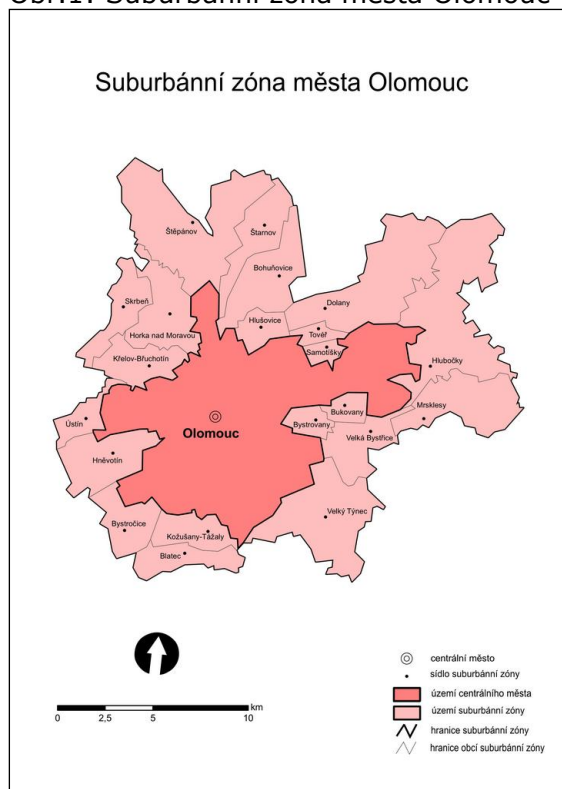 Obr.1: Suburbánní zóna města Olomouc
Suburbánní zóna města Olomouc
Štěpánov
Štarnov
Bohuňovice
Skrbeň
Dolany
Horka nad Moravou
Hlušovice
Tovéř
Samotišky
Křelov-Břuchotín
Hlubočky
Bukovany
Mrsklesy
Ústín
Olomouc
Bystrovany
Velká Bystřice
Hněvotín
Velký Týnec
Bystročice
Kožušany-Tážaly
Blatec
centrální město
sídlo suburbánní zóny
území centrálního města
území suburbánní zóny
hranice suburbánní zóny
hranice obcí suburbánní zóny
km
0 2,5 5 10